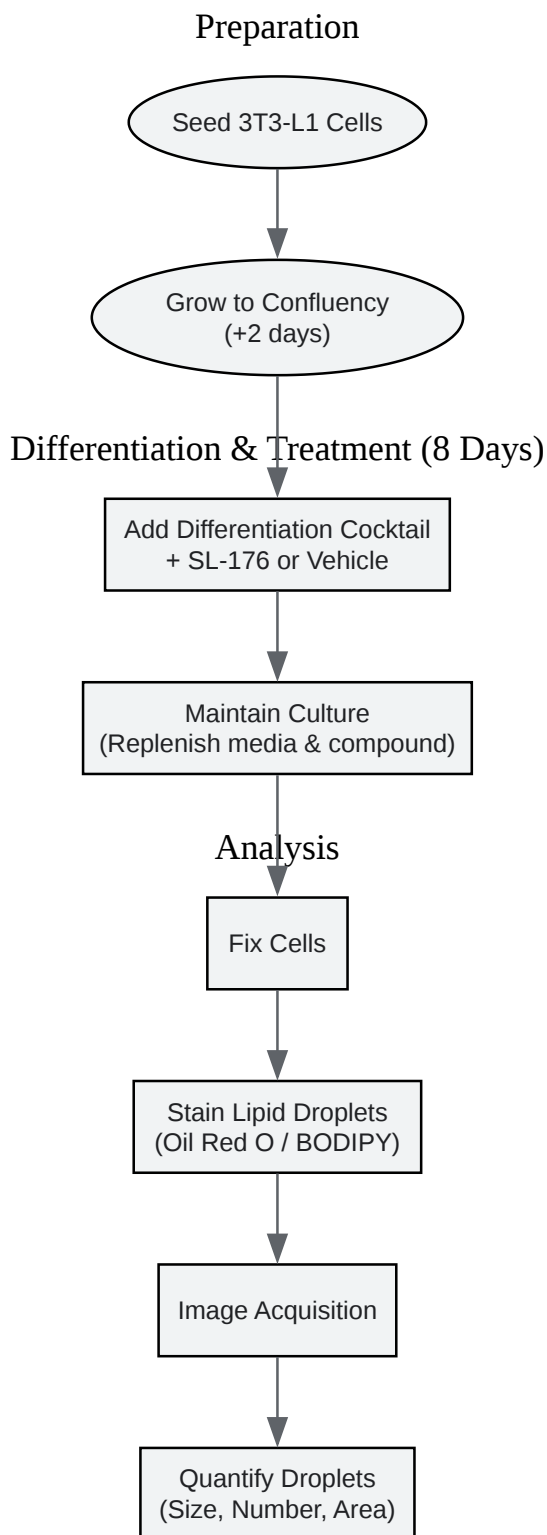 Preparation
Seed 3T3-L1 Cells
Grow to Confluency
(+2 days)
Differentiation & Treatment (8 Days)
Add Differentiation Cocktail
+ SL-176 or Vehicle
Maintain Culture
(Replenish media & compound)
Analysis
Fix Cells
Stain Lipid Droplets
(Oil Red O / BODIPY)
Image Acquisition
Quantify Droplets
(Size, Number, Area)